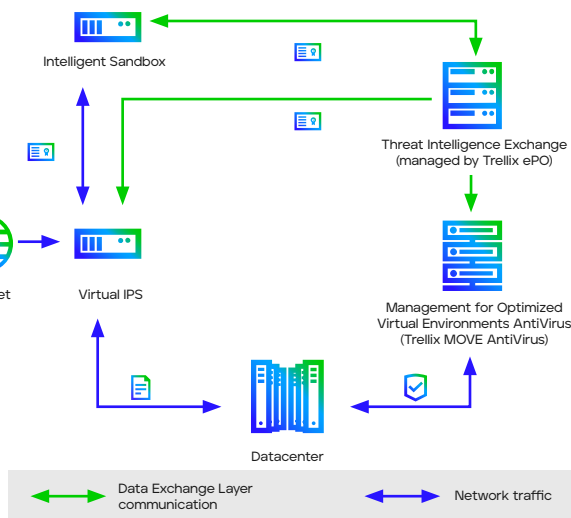 Intelligent Sandbox
Threat Intelligence Exchange
(managed by Trellix ePO)
et
Virtual IPS
Management for Optimized
Virtual Environments AntiVirus
(Trellix MOVE AntiVirus)
Datacenter
Data Exchange Layer
communication
Network traffic